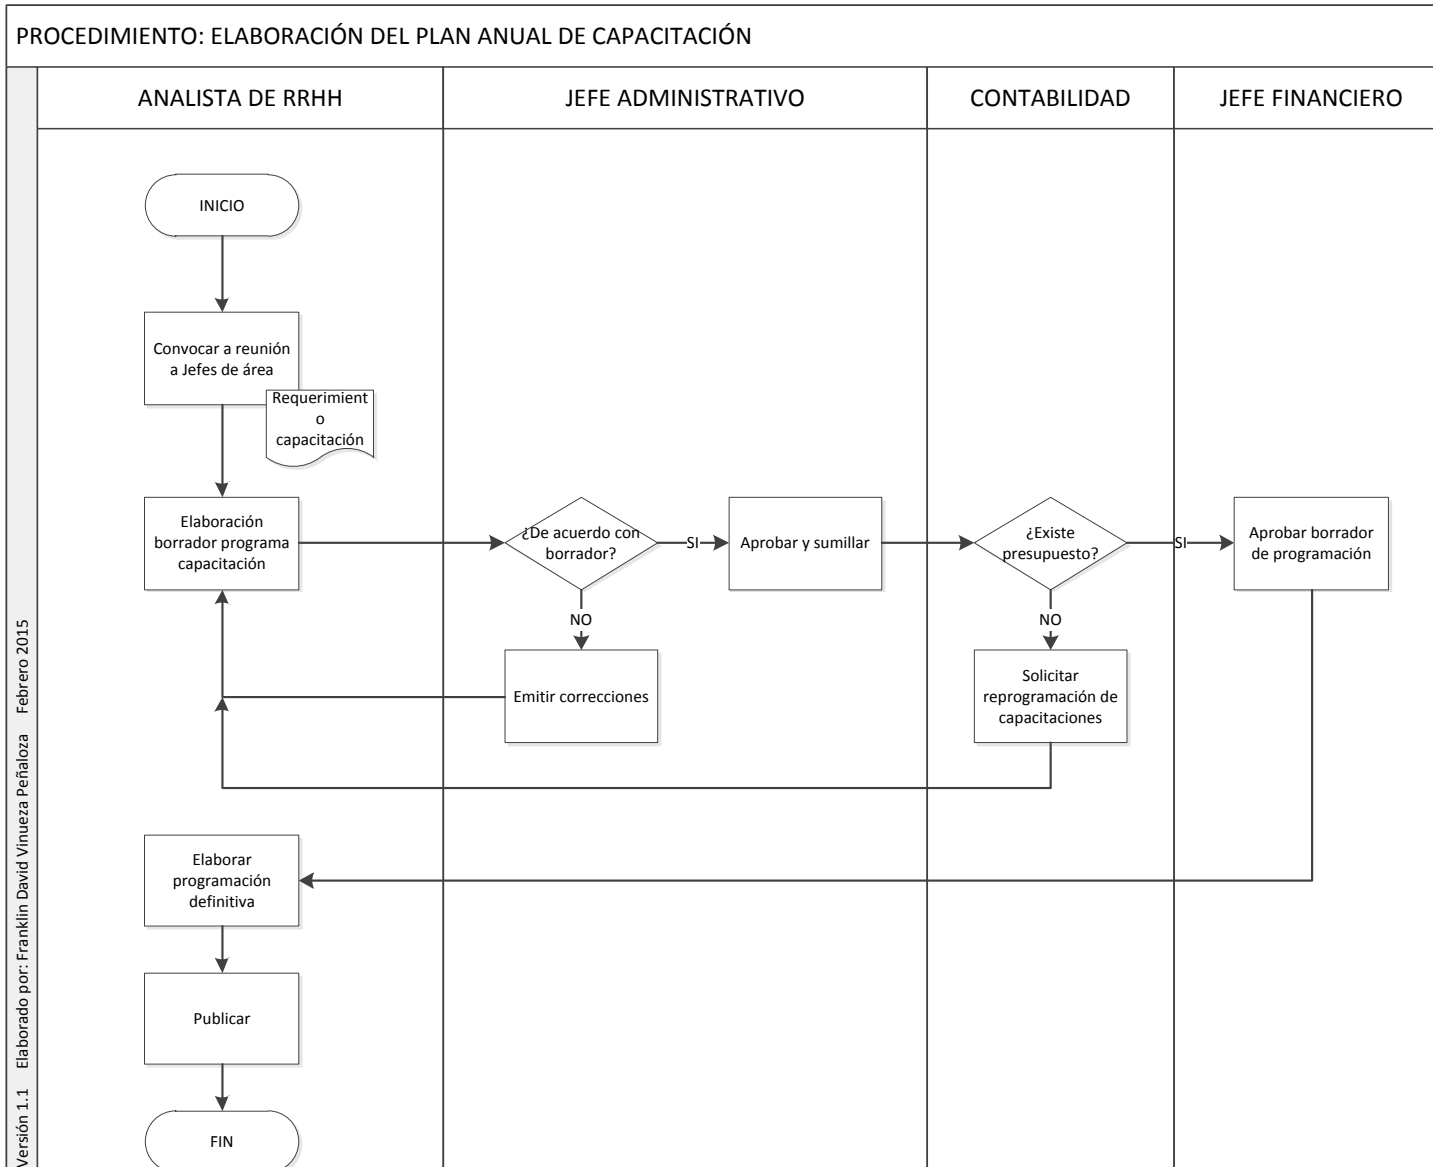 PROCEDIMIENTO: ELABORACIÓN DEL PLAN ANUAL DE CAPACITACIÓN
ANALISTA DE RRHH
JEFE ADMINISTRATIVO
CONTABILIDAD
JEFE FINANCIERO
INICIO
Convocar a reunión
a Jefes de área
Requerimient
o
capacitación
Elaboración
borrador programa
capacitación
¿De acuerdo con
borrador?
SI
Aprobar y sumillar
¿Existe
presupuesto?
SI
Aprobar borrador
de programación
NO
NO
Emitir correcciones
Solicitar
reprogramación de
capacitaciones
Elaborar
programación
definitiva
Publicar
FIN
Versión 1.1 Elaborado por: Franklin David Vinueza Peñaloza Febrero 2015